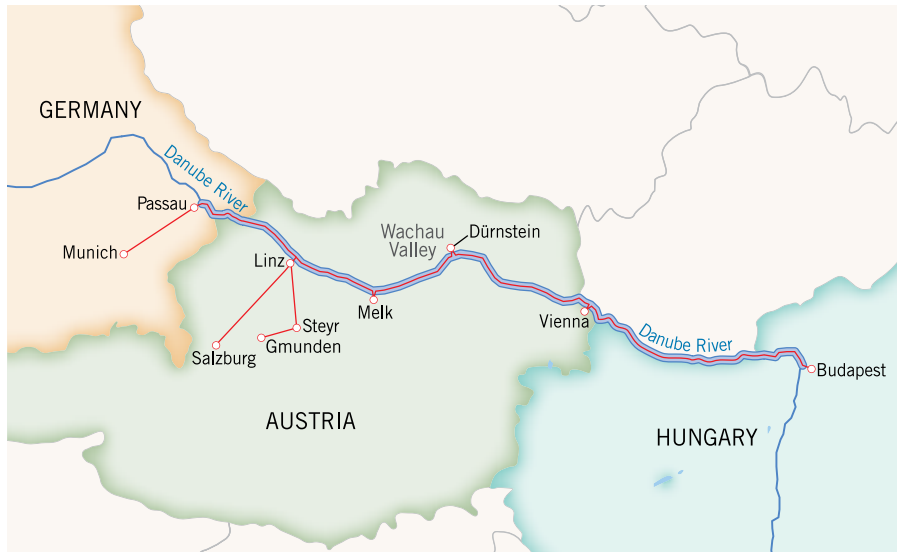 GERMANY
Danube River
Passau
Munich
Linz
Wachau
Valley
Dürnstein
Melk
Steyr
Gmunden
Salzburg
Vienna
Danube River
Budapest
AUSTRIA
HUNGARY